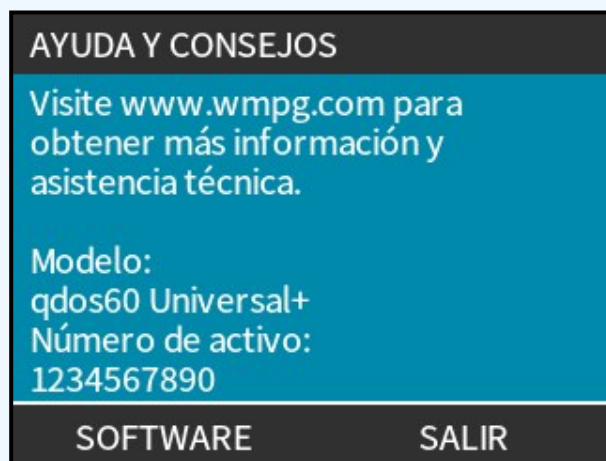 AYUDA Y CONSEJOS
Visite www.wmpg.com para
obtener más información y
asistencia técnica.
Modelo:
qdos60 Universal+
Número de activo:
1234567890
SOFTWARE SALIR